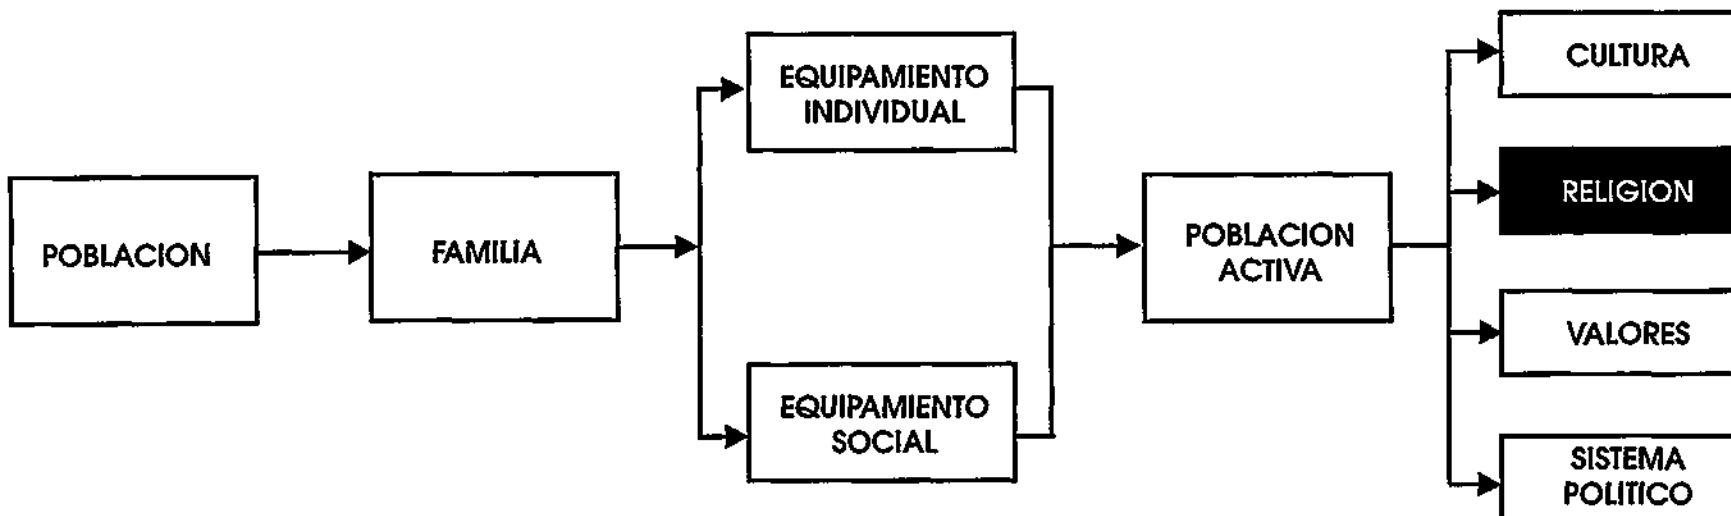 POBLACION
FAMILIA
EQUIPAMIENTO
INDIVIDUAL
EQUIPAMIENTO
SOCIAL
POBLACION
ACTIVA
CULTURA
RELIGION
VALORES
SISTEMA
POLITICO